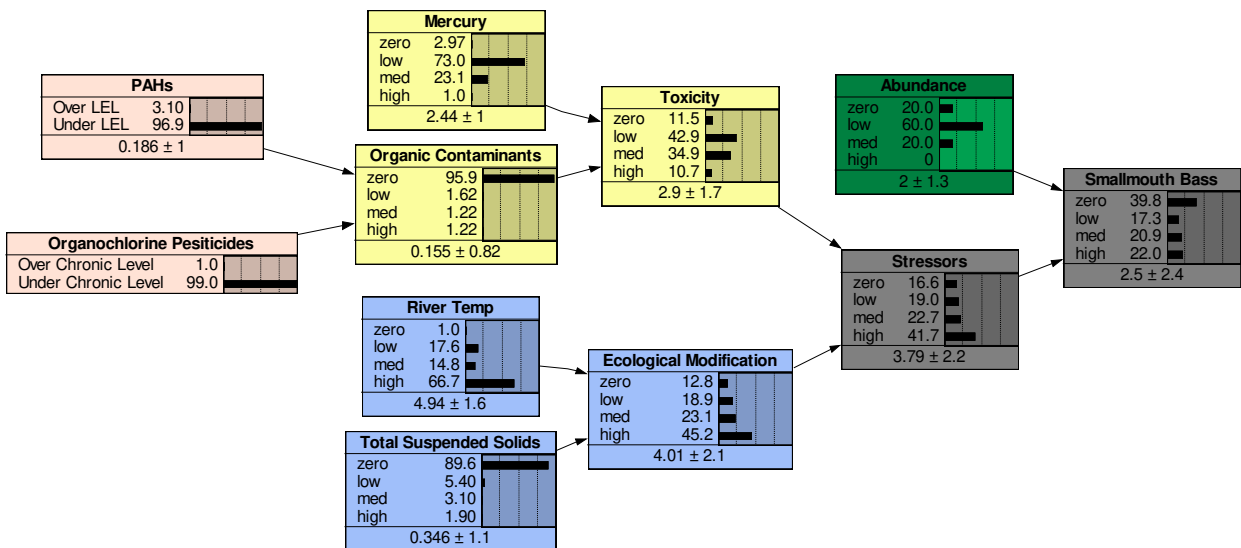 Mercury
zero 2.97
low 73.0
med 23.1
high 1.0
2.44 ± 1
PAHs
Over LEL 3.10
Under LEL 96.9
0.186 ± 1
Toxicity
zero 11.5
low 42.9
med 34.9
high 10.7
2.9 ± 1.7
Abundance
zero 20.0
low 60.0
med 20.0
high 0
2 ± 1.3
Organic Contaminants
zero 95.9
low 1.62
med 1.22
high 1.22
0.155 ± 0.82
Smallmouth Bass
zero 39.8
low 17.3
med 20.9
high 22.0
2.5 ± 2.4
Organochlorine Pesiticides
Over Chronic Level 1.0
Under Chronic Level 99.0
Stressors
zero 16.6
low 19.0
med 22.7
high 41.7
3.79 ± 2.2
River Temp
zero 1.0
low 17.6
med 14.8
high 66.7
4.94 ± 1.6
Ecological Modification
zero 12.8
low 18.9
med 23.1
high 45.2
4.01 ± 2.1
Total Suspended Solids
zero 89.6
low 5.40
med 3.10
high 1.90
0.346 ± 1.1